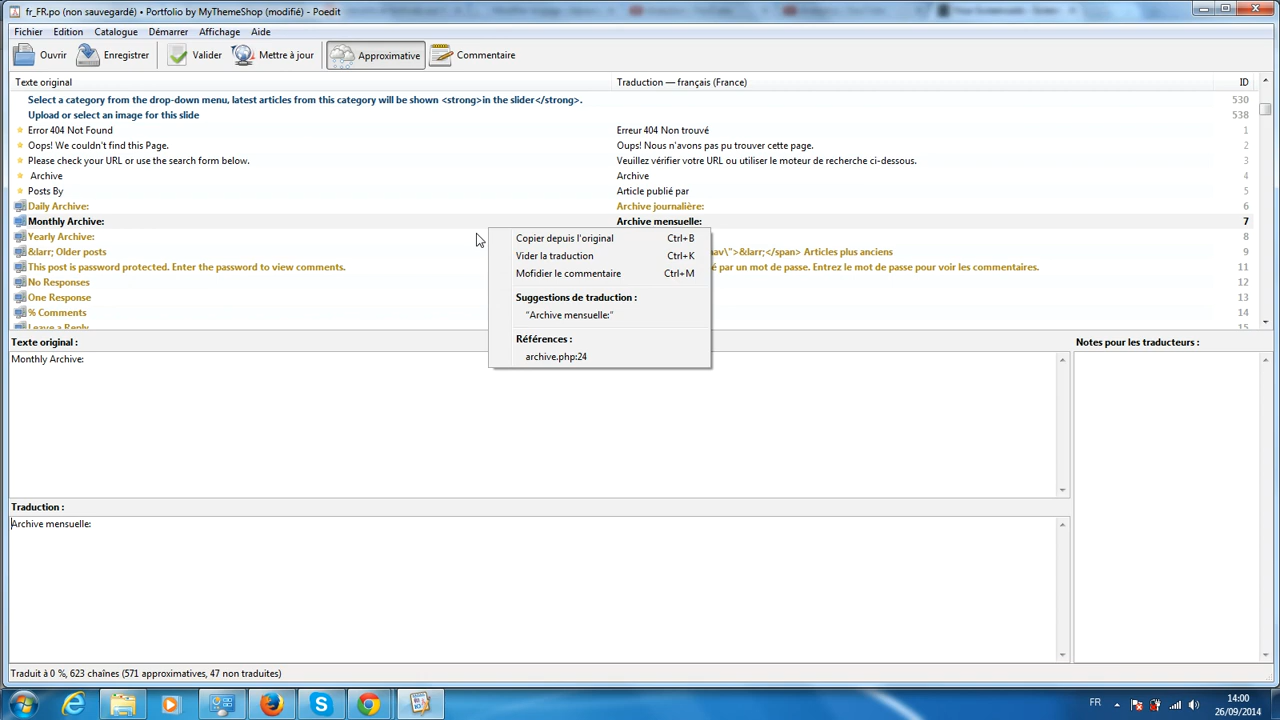 fr_FR.po (non sauvegardé) • Portfolio by MyThemeShop (modifié) - Poedit
Fichier Edition Catalogue Démarrer Affichage Aide
Ouvrir Enregistrer Valider Mettre à jour Approximative Commentaire
Texte original Traduction — français (France) ID
Select a category from the drop-down menu, latest articles from this category will be shown <strong>in the slider</strong>. 530
Upload or select an image for this slide 538
Error 404 Not Found Erreur 404 Non trouvé 1
Oops! We couldn't find this Page. Oups! Nous n'avons pas pu trouver cette page. 2
Please check your URL or use the search form below. Veuillez vérifier votre URL ou utiliser le moteur de recherche ci-dessous. 3
Archive Archive 4
Posts By Article publié par 5
Daily Archive: Archive journalière: 6
Monthly Archive: Archive mensuelle: 7
Yearly Archive: 8
&larr; Older posts av\">&larr;</span> Articles plus anciens 9
This post is password protected. Enter the password to view comments. é par un mot de passe. Entrez le mot de passe pour voir les commentaires. 11
No Responses 12
One Response 13
% Comments 14
Leave a Reply 15
Copier depuis l'original Ctrl+B
Vider la traduction Ctrl+K
Mofidier le commentaire Ctrl+M
Suggestions de traduction :
“Archive mensuelle:”
Références :
archive.php:24
Texte original :
Monthly Archive:
Notes pour les traducteurs :
Traduction :
Archive mensuelle:
Traduit à 0 %, 623 chaînes (571 approximatives, 47 non traduites)
FR
14:00
26/09/2014